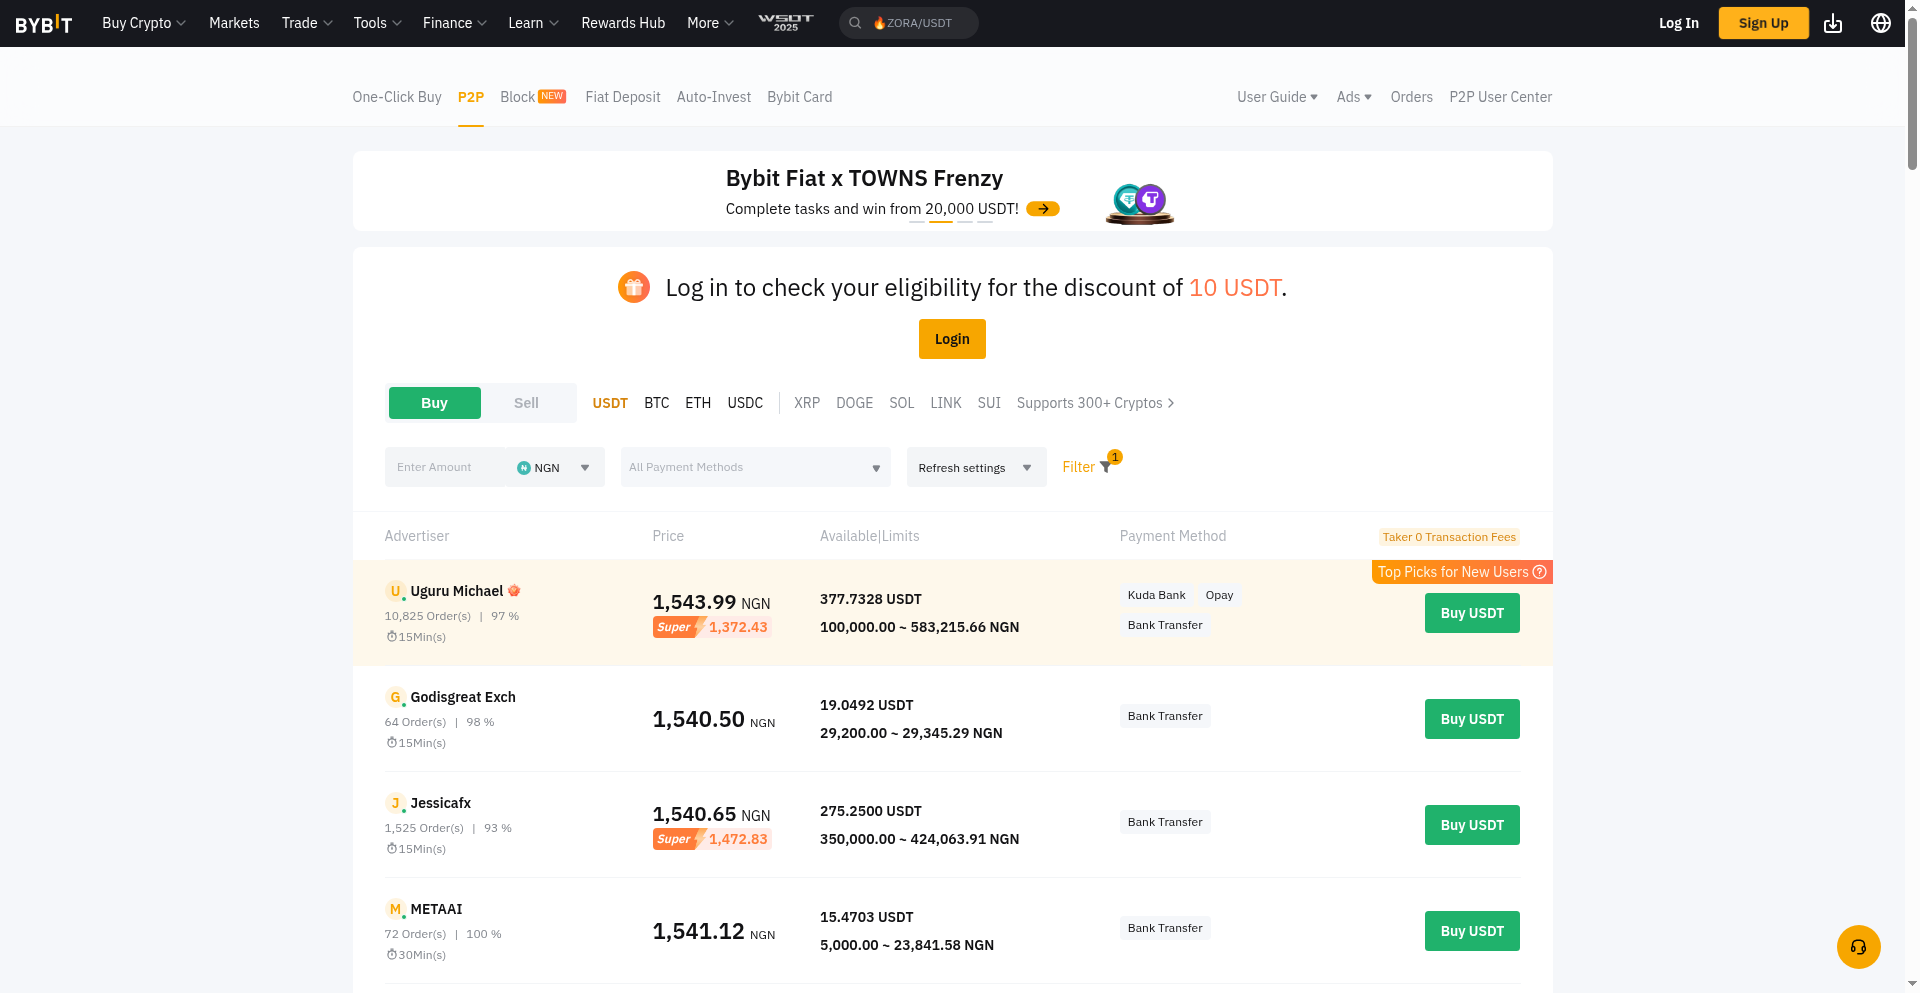 BYBIT Buy Crypto Markets Trade Tools Finance Learn Rewards Hub More WSOT 2025 ZORA/USDT Log In Sign Up
One-Click Buy P2P Block NEW Fiat Deposit Auto-Invest Bybit Card User Guide Ads Orders P2P User Center
Bybit Fiat x TOWNS Frenzy
Complete tasks and win from 20,000 USDT!
Log in to check your eligibility for the discount of 10 USDT.
Login
Buy Sell USDT BTC ETH USDC XRP DOGE SOL LINK SUI Supports 300+ Cryptos
Enter Amount NGN All Payment Methods Refresh settings Filter 1
Advertiser Price Available|Limits Payment Method Taker 0 Transaction Fees
Top Picks for New Users
U Uguru Michael
10,825 Order(s) | 97 %
15Min(s)
1,543.99 NGN
Super 1,372.43
377.7328 USDT
100,000.00 ~ 583,215.66 NGN
Kuda Bank Opay
Bank Transfer
Buy USDT
G Godisgreat Exch
64 Order(s) | 98 %
15Min(s)
1,540.50 NGN
19.0492 USDT
29,200.00 ~ 29,345.29 NGN
Bank Transfer
Buy USDT
J Jessicafx
1,525 Order(s) | 93 %
15Min(s)
1,540.65 NGN
Super 1,472.83
275.2500 USDT
350,000.00 ~ 424,063.91 NGN
Bank Transfer
Buy USDT
M METAAI
72 Order(s) | 100 %
30Min(s)
1,541.12 NGN
15.4703 USDT
5,000.00 ~ 23,841.58 NGN
Bank Transfer
Buy USDT